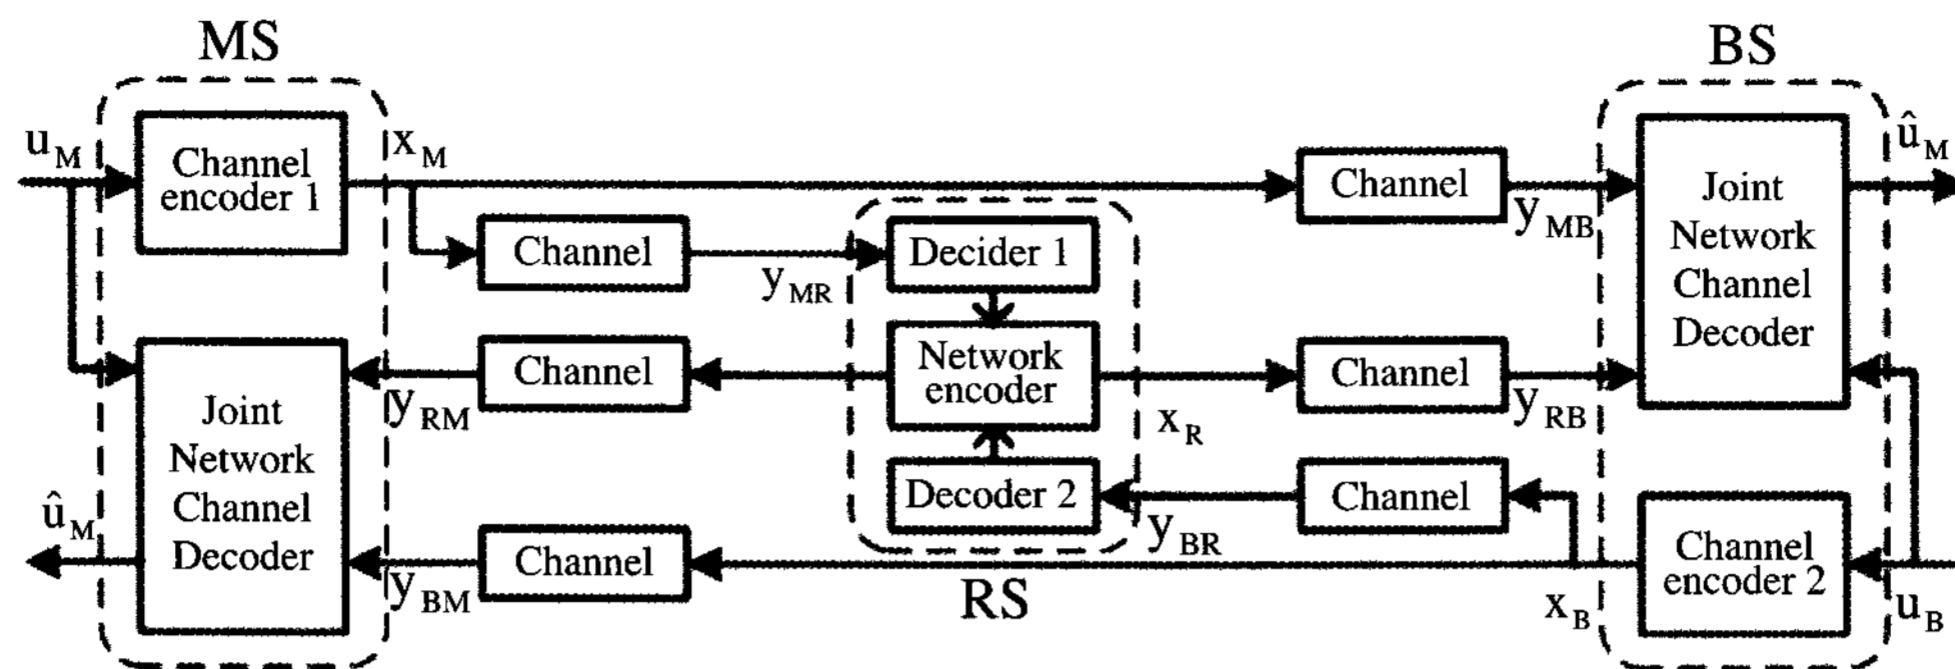 MS
BS
u_M
Channel
encoder 1
x_M
Channel
y_MB
Joint
Network
Channel
Decoder
û_M
Channel
y_MR
Decider 1
Network
encoder
Decoder 2
x_R
RS
Joint
Network
Channel
Decoder
y_RM
Channel
Channel
y_RB
û_M
y_BM
Channel
y_BR
Channel
x_B
Channel
encoder 2
u_B